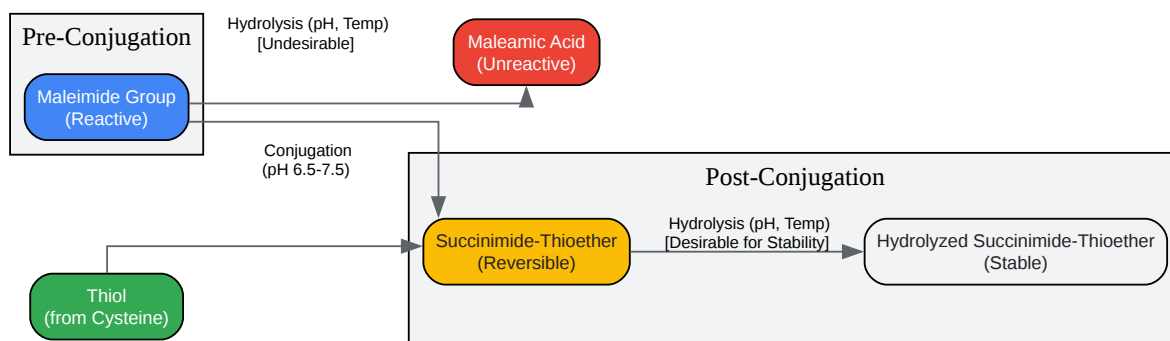 Pre-Conjugation
Maleimide Group
(Reactive)
Hydrolysis (pH, Temp)
[Undesirable]
Maleamic Acid
(Unreactive)
Conjugation
(pH 6.5-7.5)
Post-Conjugation
Succinimide-Thioether
(Reversible)
Hydrolysis (pH, Temp)
[Desirable for Stability]
Hydrolyzed Succinimide-Thioether
(Stable)
Thiol
(from Cysteine)